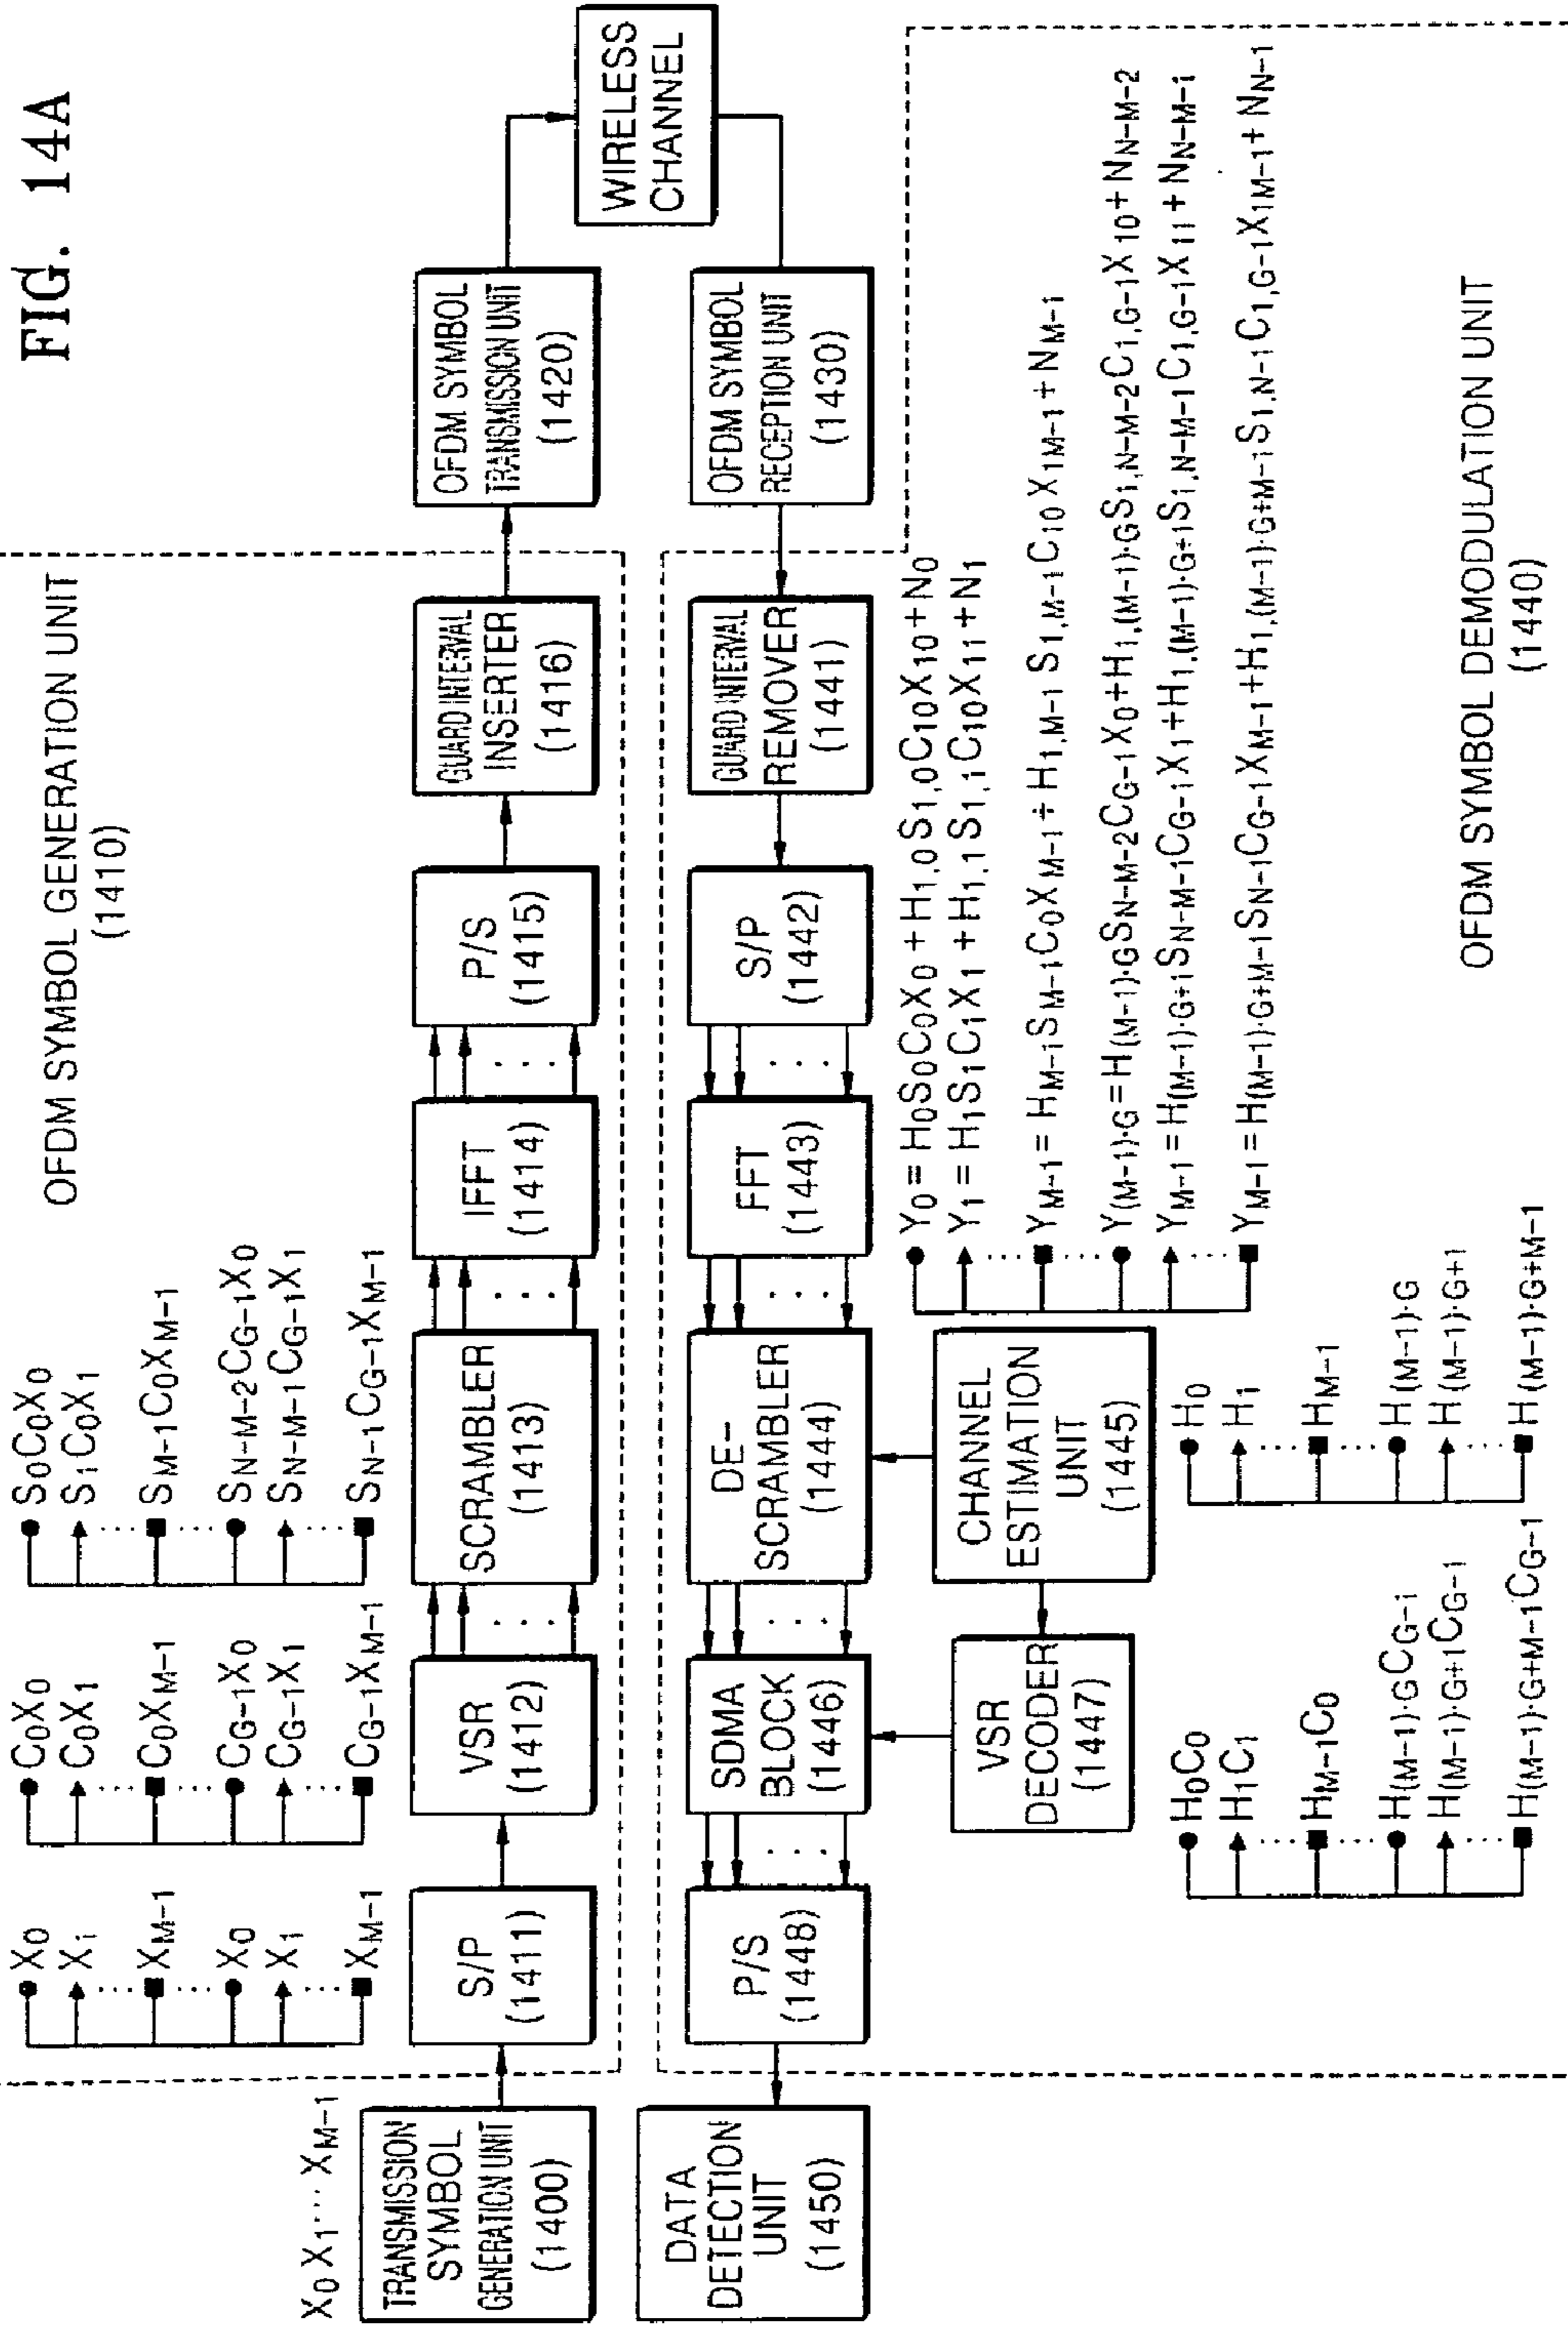 FIG. 14A
OFDM SYMBOL GENERATION UNIT
(1410)
X0 X1 ··· XM-1
X0
X1
XM-1
X0
X1
XM-1
C0X0
C0X1
C0XM-1
CG-1X0
CG-1X1
CG-1XM-1
S0C0X0
S1C0X1
SM-1C0XM-1
SN-M-2CG-1X0
SN-M-1CG-1X1
SN-1CG-1XM-1
TRANSMISSION
SYMBOL
GENERATION UNIT
(1400)
S/P
(1411)
VSR
(1412)
SCRAMBLER
(1413)
IFFT
(1414)
P/S
(1415)
GUARD INTERVAL
INSERTER
(1416)
OFDM SYMBOL
TRANSMISSION UNIT
(1420)
WIRELESS
CHANNEL
DATA
DETECTION
UNIT
(1450)
P/S
(1448)
SDMA
BLOCK
(1446)
DE-
SCRAMBLER
(1444)
FFT
(1443)
S/P
(1442)
GUARD INTERVAL
REMOVER
(1441)
OFDM SYMBOL
RECEPTION UNIT
(1430)
VSR
DECODER
(1447)
CHANNEL
ESTIMATION
UNIT
(1445)
Y0 = H0S0C0X0 + H1,0S1,0C10X10 + N0
Y1 = H1S1C1X1 + H1,1S1,1C10X11 + N1
YM-1 = HM-1SM-1C0XM-1 + H1,M-1 S1,M-1C10X1M-1 + NM-1
Y(M-1)·G = H(M-1)·GSN-M-2CG-1X0 + H1,(M-1)·GS1,N-M-2C1,G-1X10 + NN-M-2
YM-1 = H(M-1)·G+1SN-M-1CG-1X1 + H1,(M-1)·G+1S1,N-M-1C1,G-1X11 + NN-M-1
YM-1 = H(M-1)·G+M-1SN-1CG-1XM-1 + H1,(M-1)·G+M-1S1,N-1C1,G-1X1M-1 + NN-1
H0C0
H1C1
HM-1C0
H(M-1)·GCG-1
H(M-1)·G+1CG-1
H(M-1)·G+M-1CG-1
H0
H1
HM-1
H(M-1)·G
H(M-1)·G+1
H(M-1)·G+M-1
OFDM SYMBOL DEMODULATION UNIT
(1440)